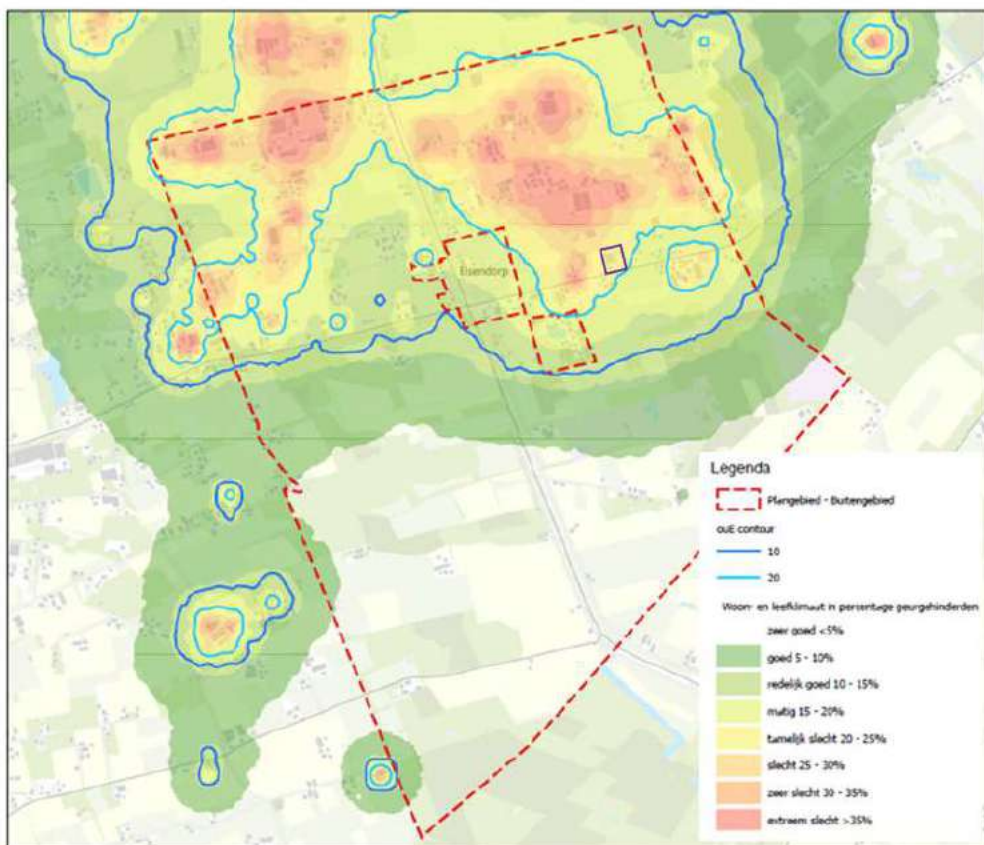 Elsendorp
Legenda
Plangebied - Buitengebied
ouE contour
10
20
Woon- en leefklimaat in percentage geurgehinderden
zeer goed <5%
goed 5 - 10%
redelijk goed 10 - 15%
matig 15 - 20%
tamelijk slecht 20 - 25%
slecht 25 - 30%
zeer slecht 30 - 35%
extreem slecht >35%